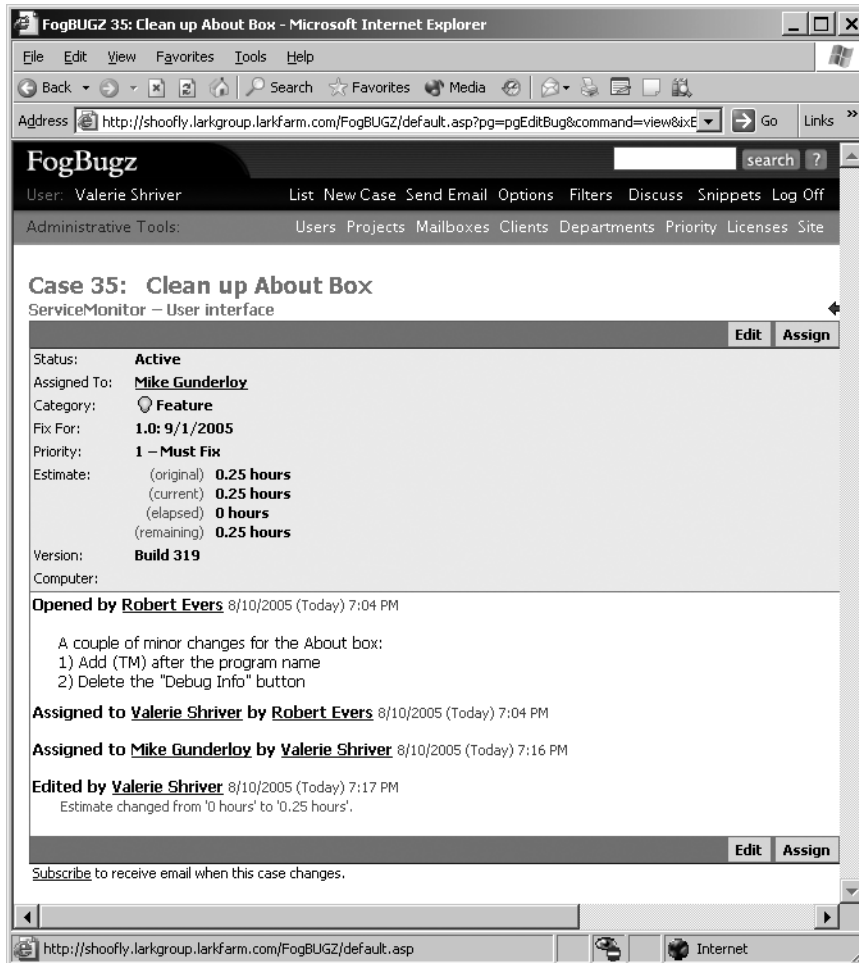 FogBUGZ 35: Clean up About Box - Microsoft Internet Explorer
File Edit View Favorites Tools Help
Back Search Favorites Media
Address http://shoofly.larkgroup.larkfarm.com/FogBUGZ/default.asp?pg=pgEditBug&command=view&ixE Go Links »
FogBugz search ?
User: Valerie Shriver List New Case Send Email Options Filters Discuss Snippets Log Off
Administrative Tools: Users Projects Mailboxes Clients Departments Priority Licenses Site
Case 35: Clean up About Box
ServiceMonitor – User interface
Edit Assign
Status: Active
Assigned To: Mike Gunderloy
Category: Feature
Fix For: 1.0: 9/1/2005
Priority: 1 – Must Fix
Estimate: (original) 0.25 hours
(current) 0.25 hours
(elapsed) 0 hours
(remaining) 0.25 hours
Version: Build 319
Computer:
Opened by Robert Evers 8/10/2005 (Today) 7:04 PM
A couple of minor changes for the About box:
1) Add (TM) after the program name
2) Delete the "Debug Info" button
Assigned to Valerie Shriver by Robert Evers 8/10/2005 (Today) 7:04 PM
Assigned to Mike Gunderloy by Valerie Shriver 8/10/2005 (Today) 7:16 PM
Edited by Valerie Shriver 8/10/2005 (Today) 7:17 PM
Estimate changed from '0 hours' to '0.25 hours'.
Edit Assign
Subscribe to receive email when this case changes.
http://shoofly.larkgroup.larkfarm.com/FogBUGZ/default.asp Internet